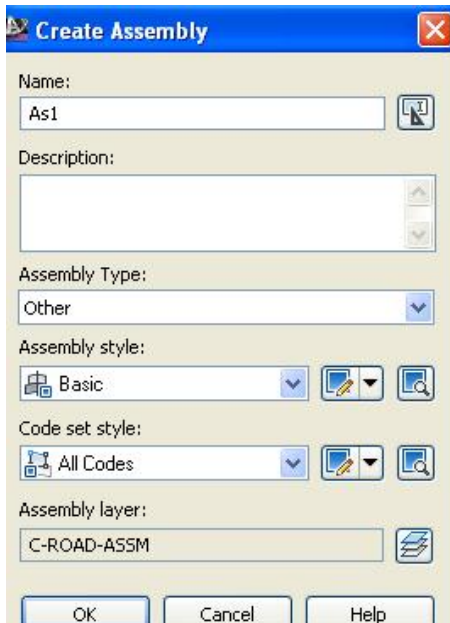 Create Assembly
Name:
As1
Description:
Assembly Type:
Other
Assembly style:
Basic
Code set style:
All Codes
Assembly layer:
C-ROAD-ASSM
OK Cancel Help